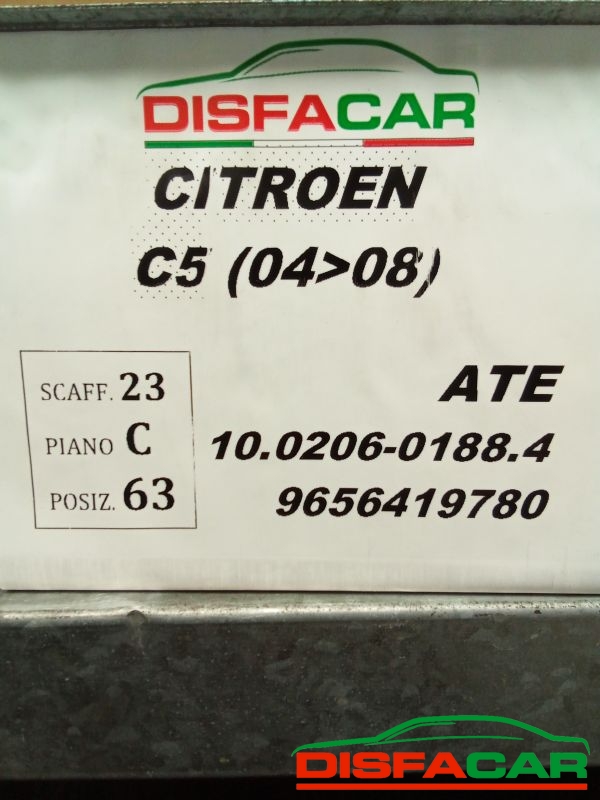 DISFACAR
CITROEN
C5 (04>08)
SCAFF. 23
PIANO C
POSIZ. 63
ATE
10.0206-0188.4
9656419780
DISFACAR